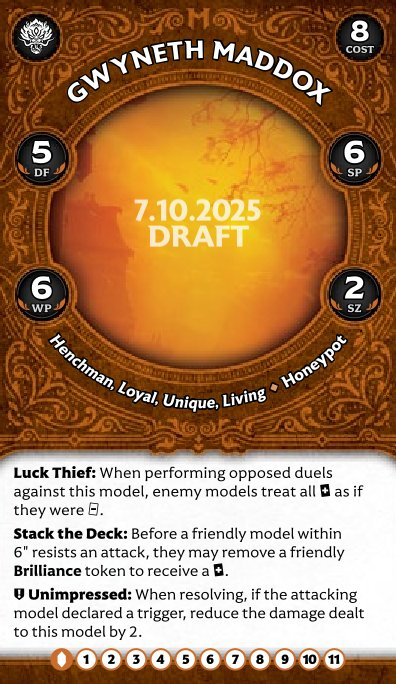 GWYNETH MADDOX
8
COST
5
DF
6
SP
7.10.2025
DRAFT
6
WP
2
SZ
Henchman, Loyal, Unique, Living ♦ Honeypot
Luck Thief: When performing opposed duels
against this model, enemy models treat all + as if
they were -.
Stack the Deck: Before a friendly model within
6" resists an attack, they may remove a friendly
Brilliance token to receive a +.
Unimpressed: When resolving, if the attacking
model declared a trigger, reduce the damage dealt
to this model by 2.
1 2 3 4 5 6 7 8 9 10 11